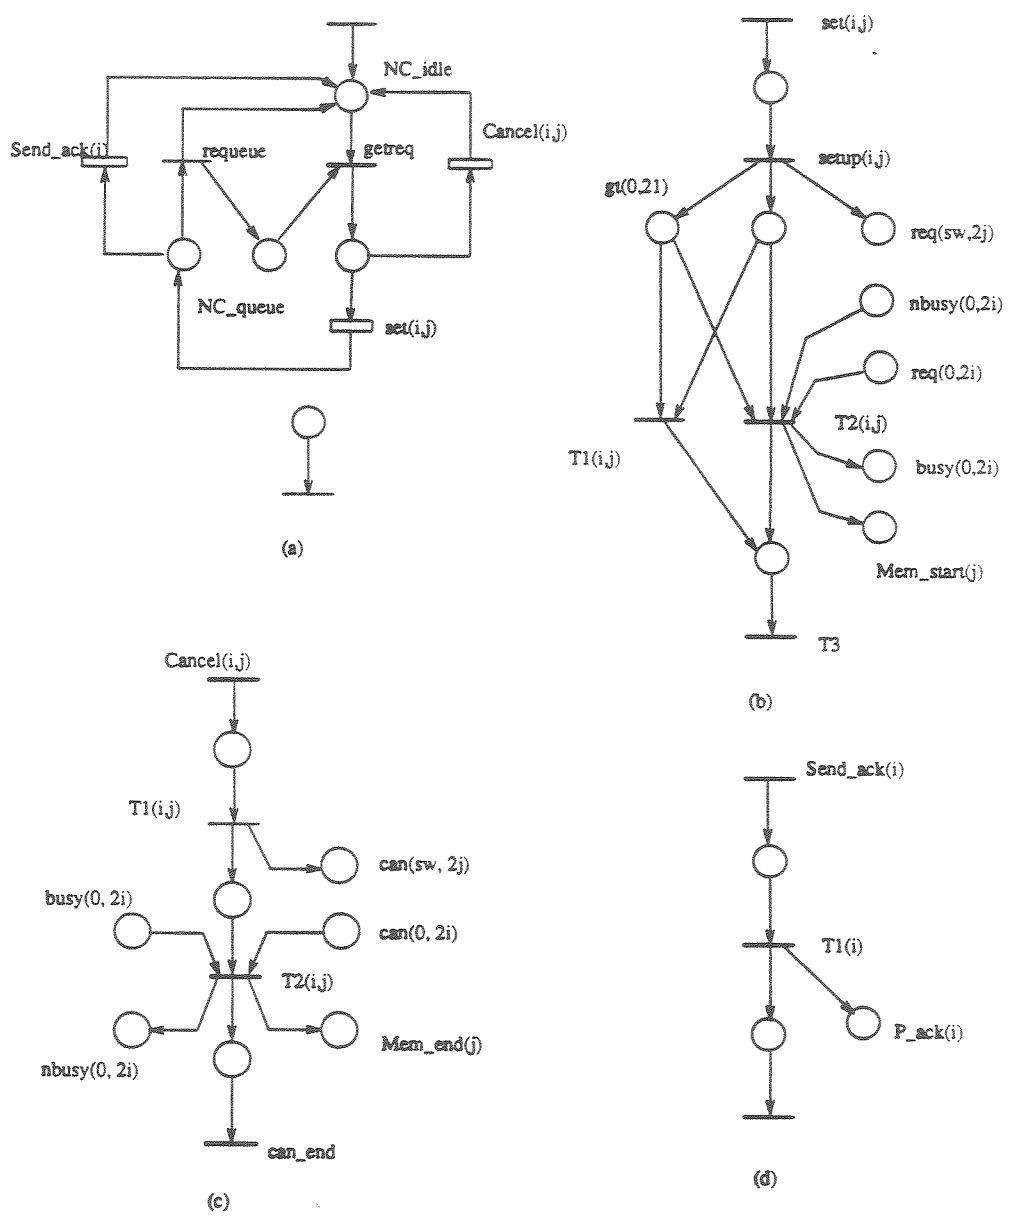 NC_idle
Send_ack(i)
requeue
getreq
Cancel(i,j)
NC_queue
set(i,j)
(a)
set(i,j)
setup(i,j)
gt(0,21)
req(sw,2j)
nbusy(0,2i)
req(0,2i)
T2(i,j)
T1(i,j)
busy(0,2i)
Mem_start(j)
T3
(b)
Cancel(i,j)
T1(i,j)
can(sw, 2j)
busy(0, 2i)
can(0, 2i)
T2(i,j)
Mem_end(j)
nbusy(0, 2i)
can_end
(c)
Send_ack(i)
T1(i)
P_ack(i)
(d)